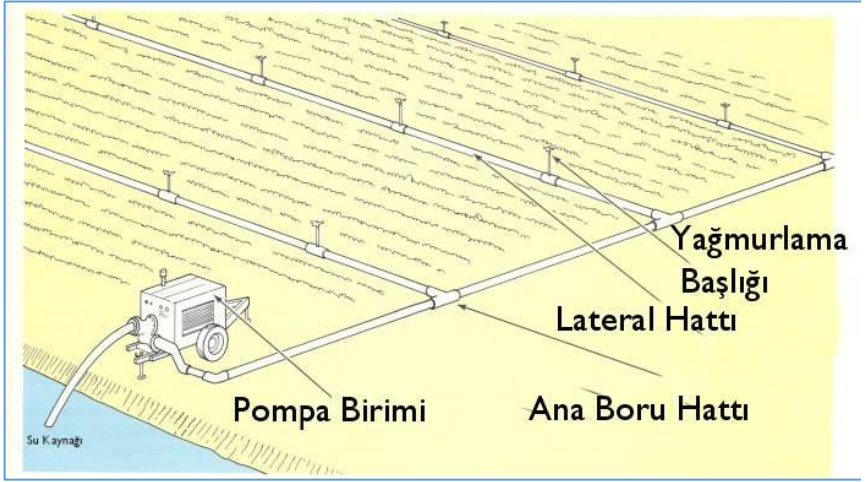 Yağmurlama
Başlığı
Lateral Hattı
Pompa Birimi
Ana Boru Hattı
Su Kaynağı